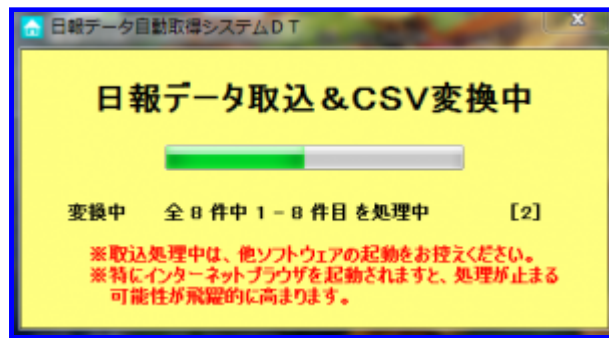 日報データ自動取得システムDT
日報データ取込&CSV変換中
変換中 全 8 件中 1 - 8 件目 を処理中 [2]
※取込処理中は、他ソフトウェアの起動をお控えください。
※特にインターネットブラウザを起動されますと、処理が止まる
可能性が飛躍的に高まります。